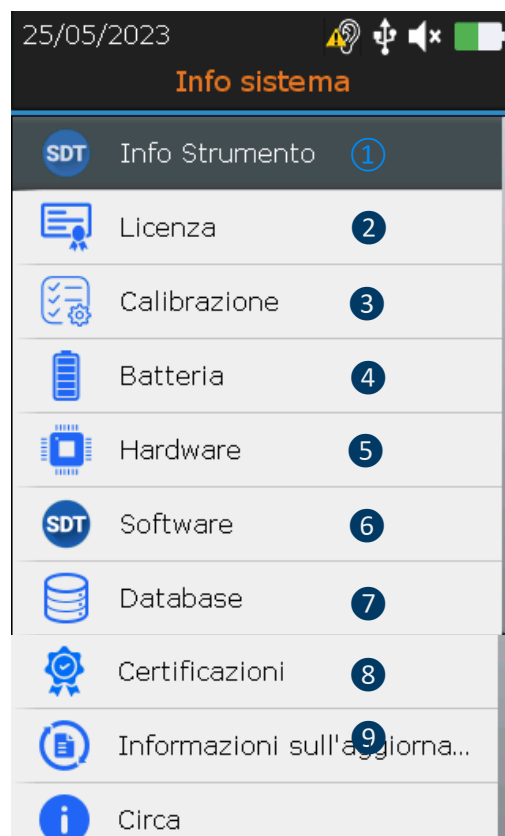 25/05/2023
Info sistema
SDT Info Strumento 1
Licenza 2
Calibrazione 3
Batteria 4
Hardware 5
SDT Software 6
Database 7
Certificazioni 8
Informazioni sull'aggiorna... 9
Circa